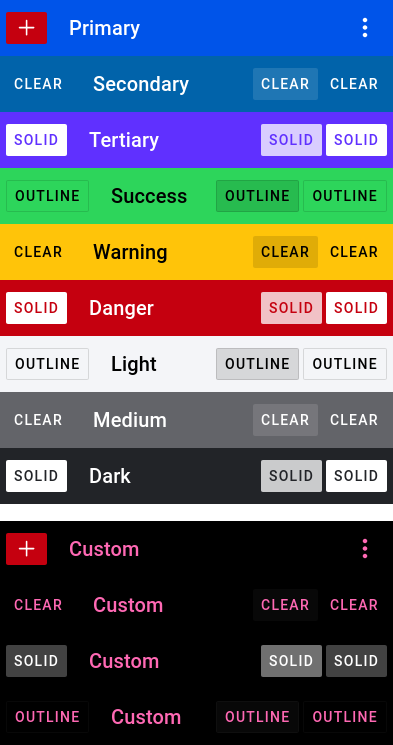 Primary
CLEAR Secondary CLEAR CLEAR
SOLID Tertiary SOLID SOLID
OUTLINE Success OUTLINE OUTLINE
CLEAR Warning CLEAR CLEAR
SOLID Danger SOLID SOLID
OUTLINE Light OUTLINE OUTLINE
CLEAR Medium CLEAR CLEAR
SOLID Dark SOLID SOLID
Custom
CLEAR Custom CLEAR CLEAR
SOLID Custom SOLID SOLID
OUTLINE Custom OUTLINE OUTLINE